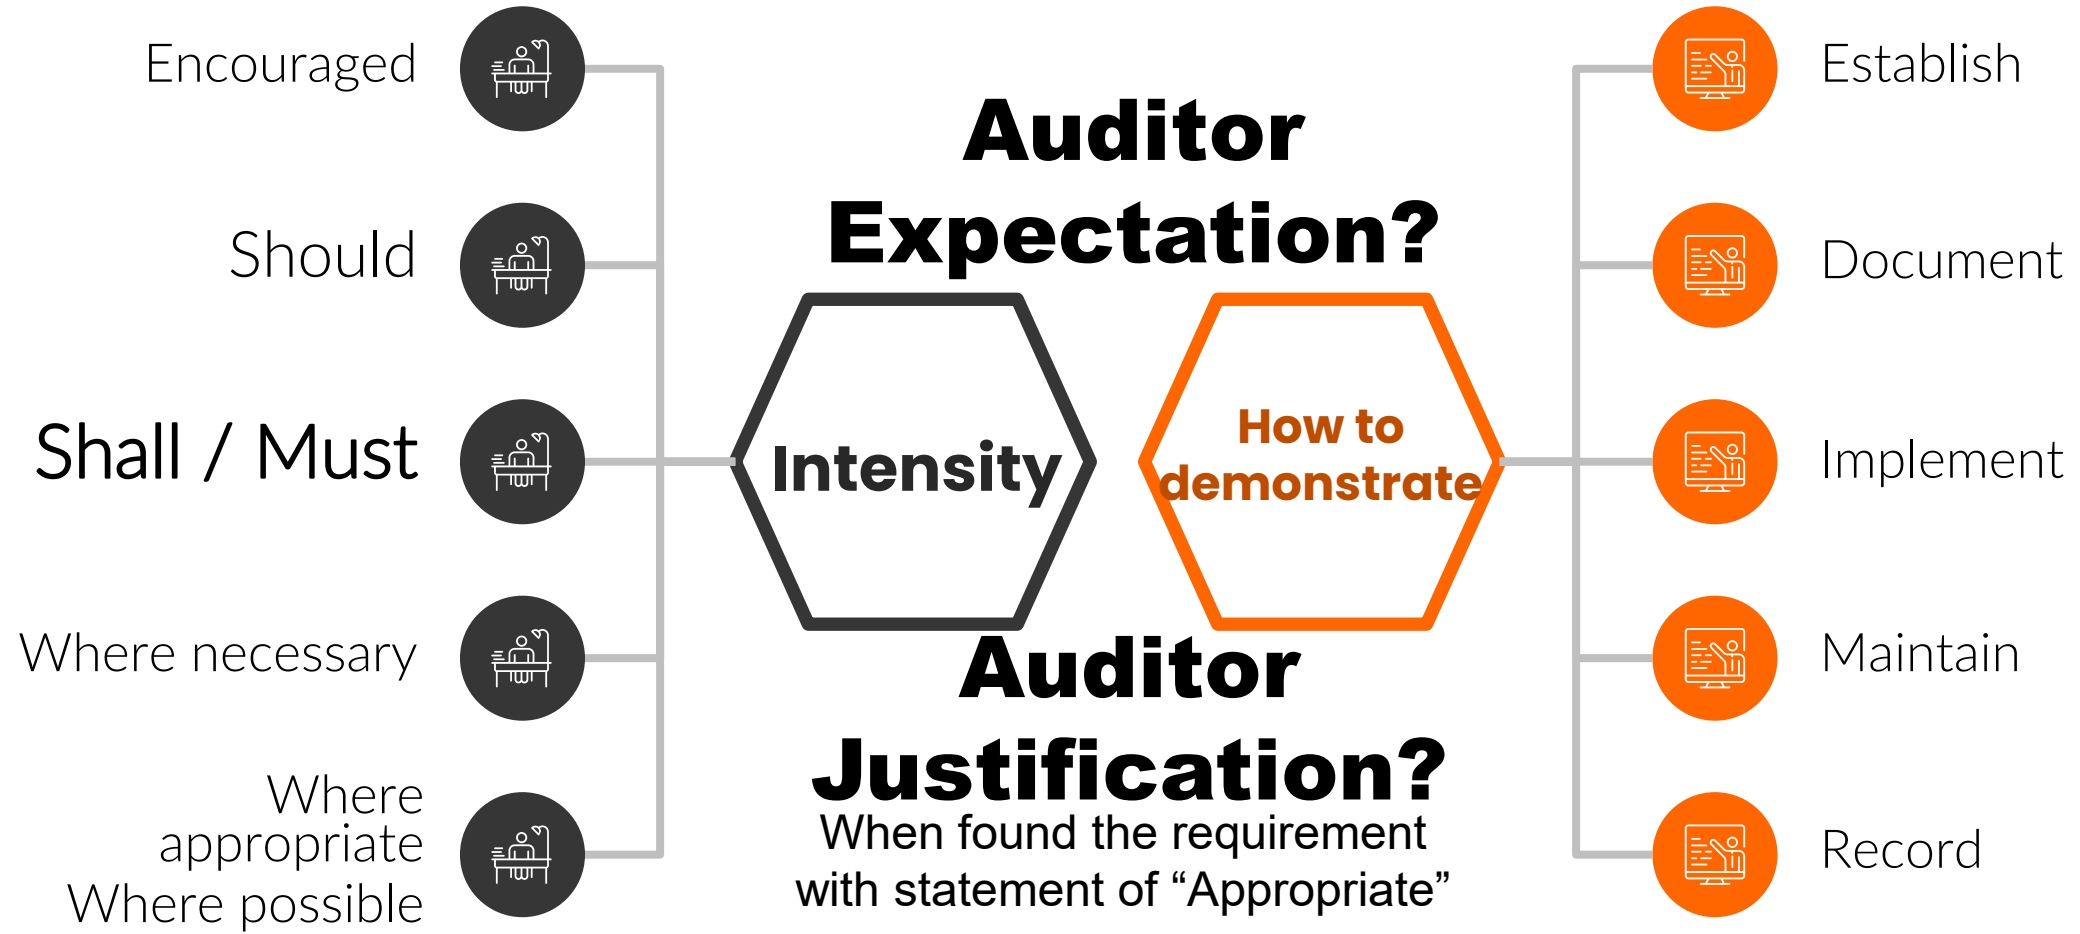 Encouraged
Should
Shall / Must
Where necessary
Where
appropriate
Where possible
Auditor
Expectation?
Intensity
How to
demonstrate
Auditor
Justification?
When found the requirement
with statement of “Appropriate”
Establish
Document
Implement
Maintain
Record